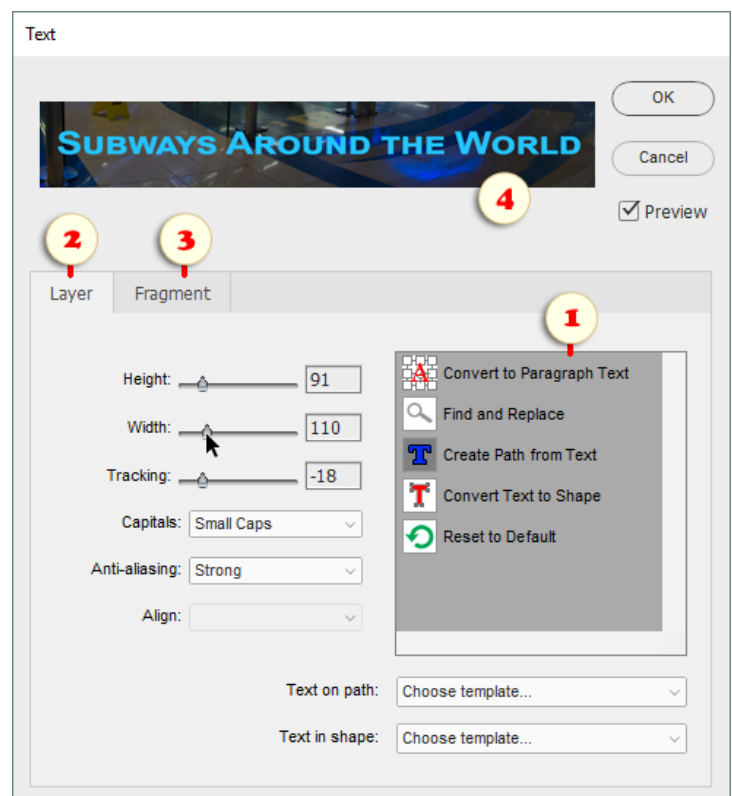 Text
OK
SUBWAYS AROUND THE WORLD
Cancel
4
Preview
2
3
Layer
Fragment
1
Height:
91
Width:
110
Tracking:
-18
Capitals:
Small Caps
Anti-aliasing:
Strong
Align:
A
Convert to Paragraph Text
Find and Replace
T
Create Path from Text
T
Convert Text to Shape
Reset to Default
Text on path:
Choose template...
Text in shape:
Choose template...